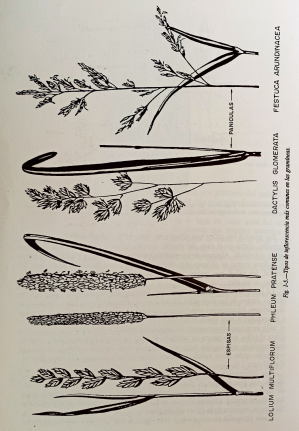 LOLIUM MULTIFLORUM
PHLEUM PRATENSE
DACTYLIS GLOMERATA
FESTUCA ARUNDINACEA
ESPIGAS
PANICULAS
Fig. 1-3.—Tipos de inflorescencia más comunes en las gramíneas.